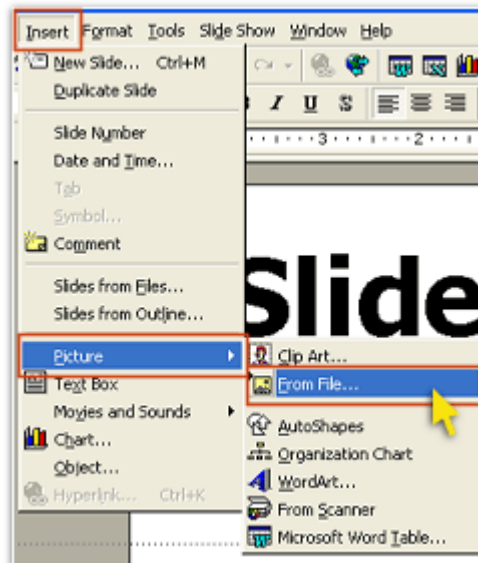 Insert Format Tools Slide Show Window Help
New Slide... Ctrl+M
Duplicate Slide
I U S
Slide Number
3 2
Date and Time...
Tab
Symbol...
Comment
Slides from Files...
Slides from Outline...
Slide
Picture
Clip Art...
Text Box
From File...
Movies and Sounds
AutoShapes
Chart...
Organization Chart
Object...
WordArt...
Hyperlink... Ctrl+K
From Scanner
Microsoft Word Table...